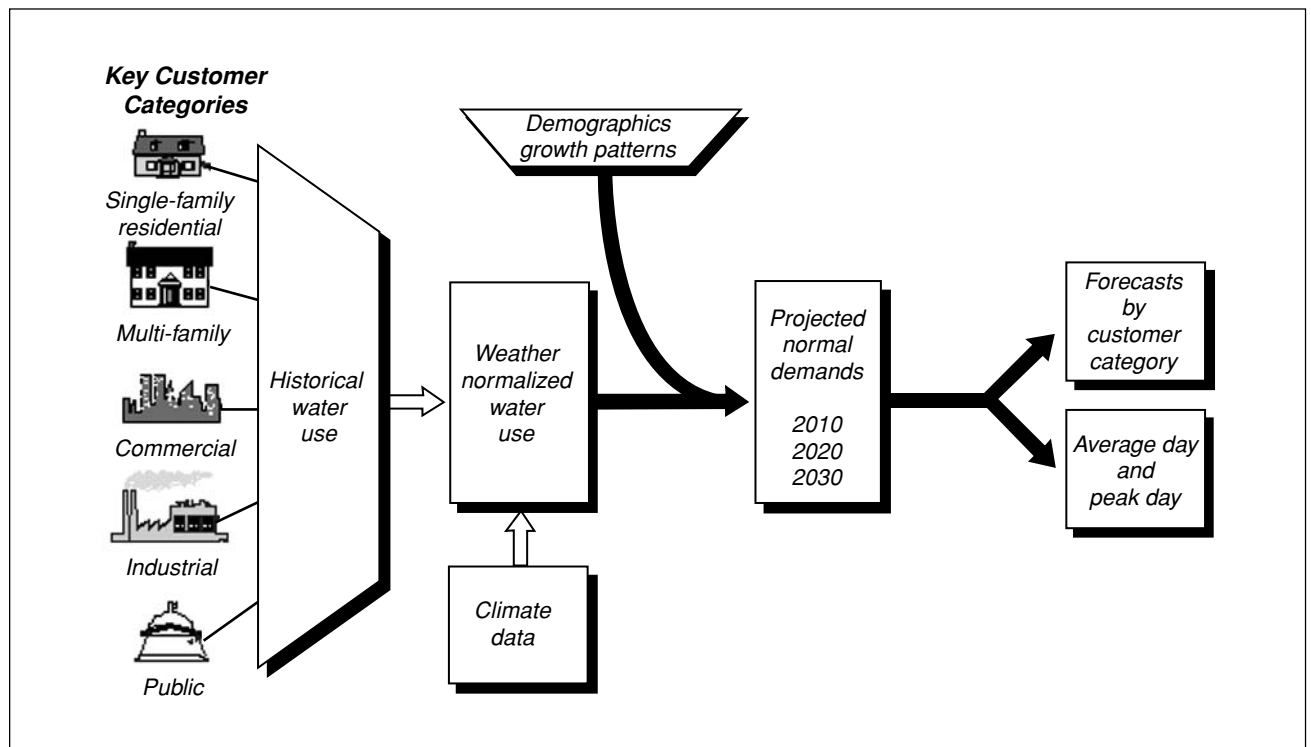 Key Customer
Categories
Single-family
residential
Multi-family
Commercial
Industrial
Public
Historical
water
use
Weather
normalized
water
use
Climate
data
Demographics
growth patterns
Projected
normal
demands
2010
2020
2030
Forecasts
by
customer
category
Average day
and
peak day